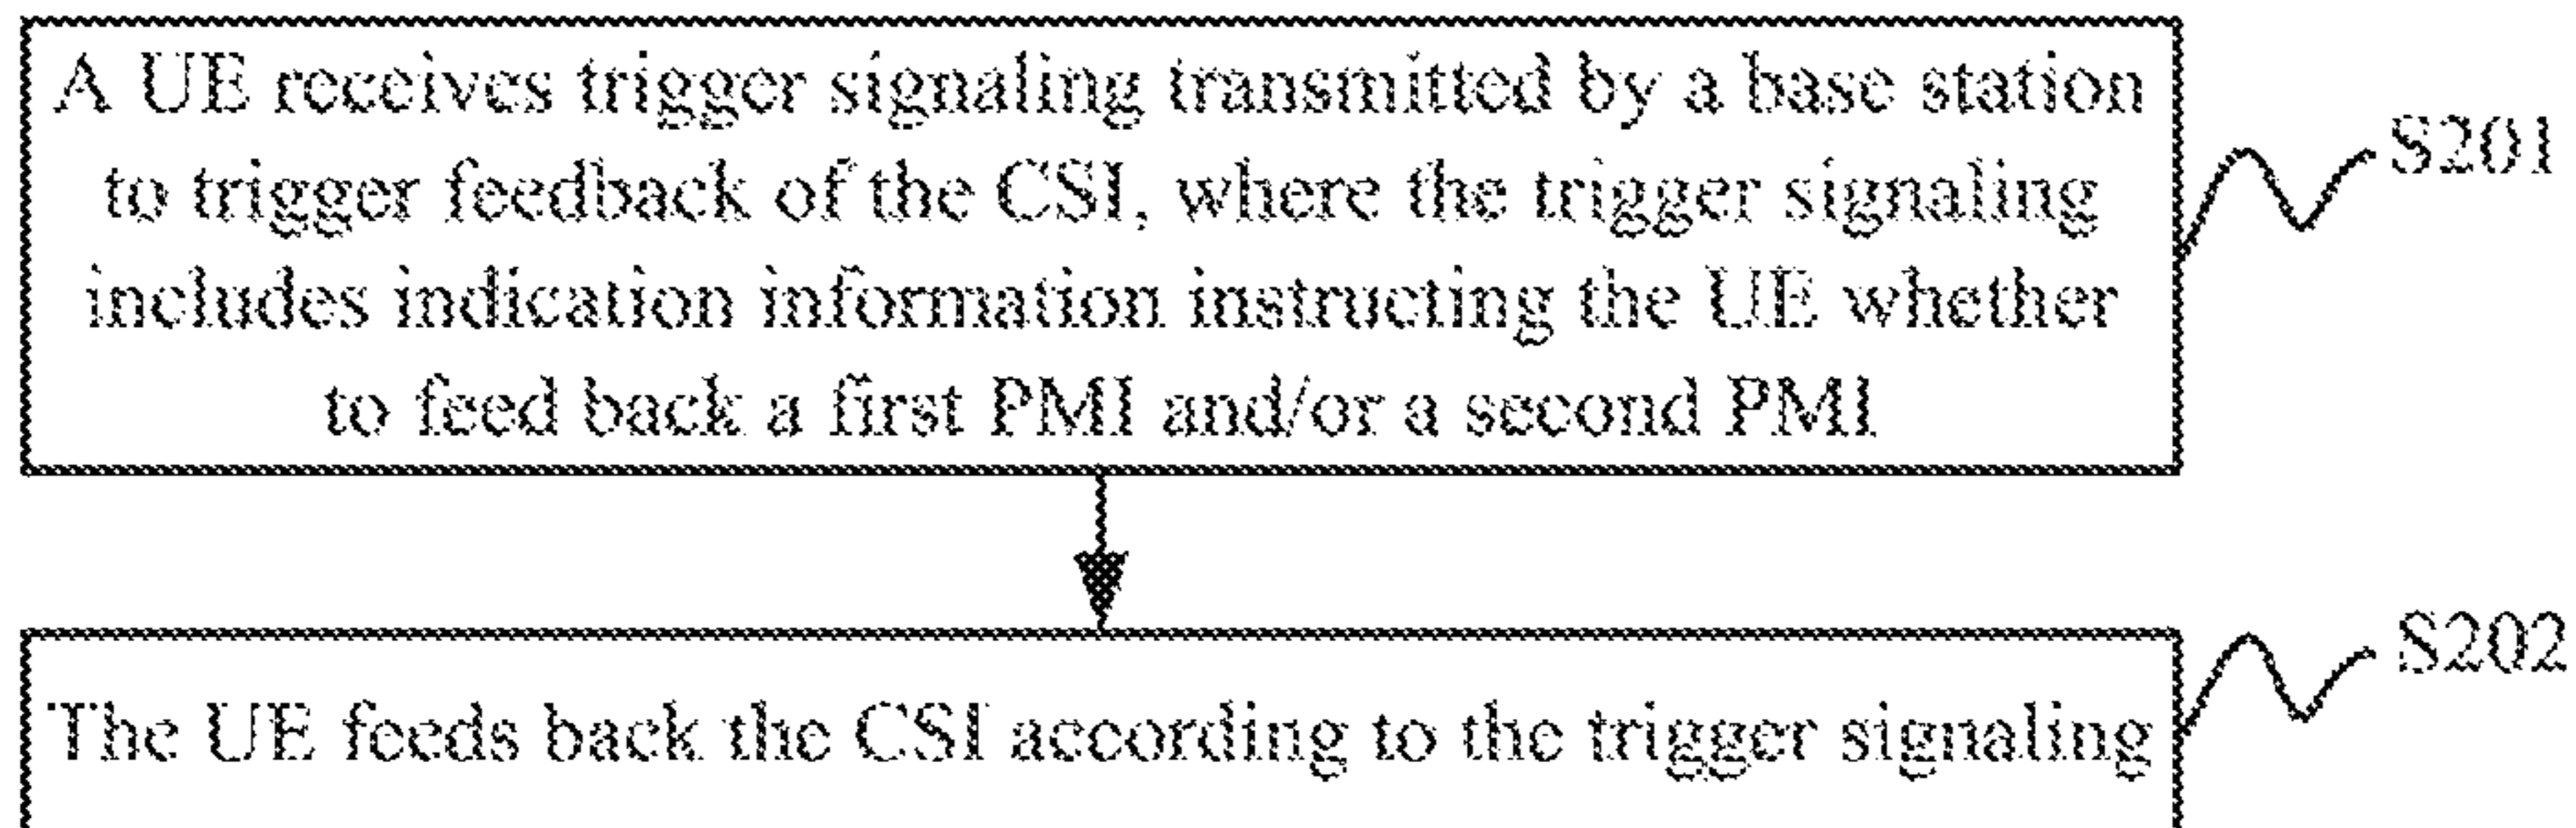 A UE receives trigger signaling transmitted by a base station
to trigger feedback of the CSI, where the trigger signaling
includes indication information instructing the UE whether
to feed back a first PMI and/or a second PMI
S201
The UE feeds back the CSI according to the trigger signaling
S202